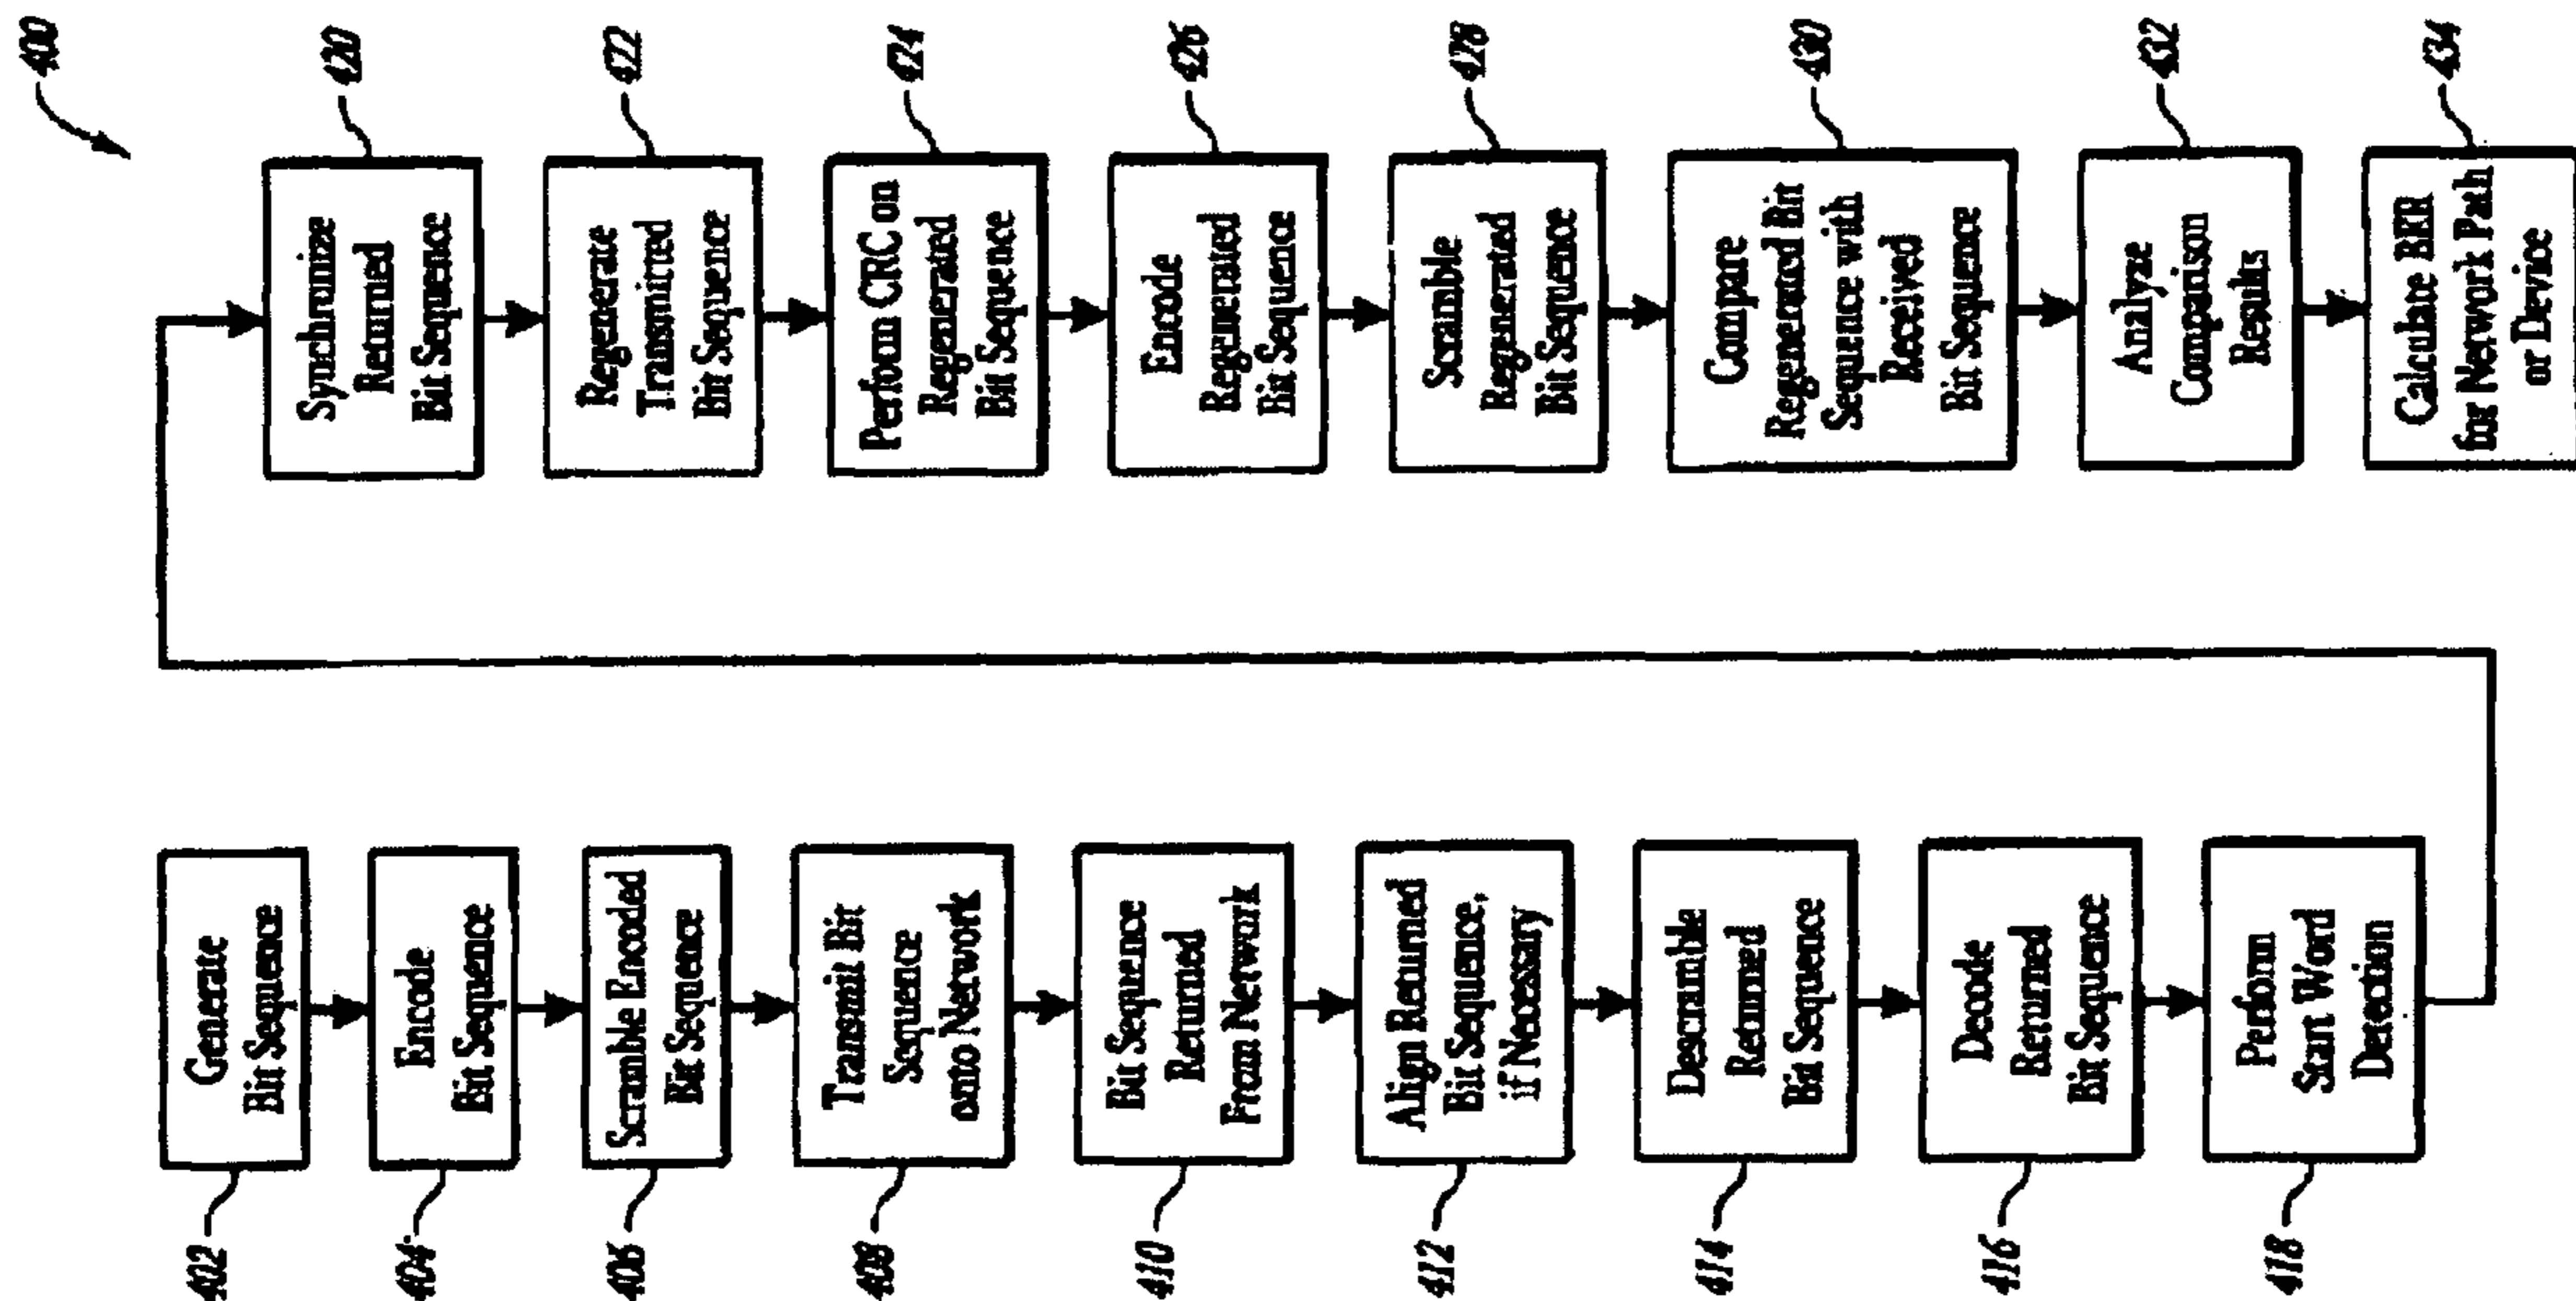 400
402
Generate
Bit Sequence
404
Encode
Bit Sequence
406
Scramble Encoded
Bit Sequence
408
Transmit Bit
Sequence
onto Network
410
Bit Sequence
Returned
From Network
412
Align Returned
Bit Sequence,
if Necessary
414
Descramble
Returned
Bit Sequence
416
Decode
Returned
Bit Sequence
418
Perform
Start Word
Detection
420
Synchronize
Returned
Bit Sequence
422
Regenerate
Transmitted
Bit Sequence
424
Perform CRC on
Regenerated
Bit Sequence
426
Encode
Regenerated
Bit Sequence
428
Scramble
Regenerated
Bit Sequence
430
Compare
Regenerated Bit
Sequence with
Received
Bit Sequence
432
Analyze
Comparison
Results
434
Calculate BER
for Network Path
or Device